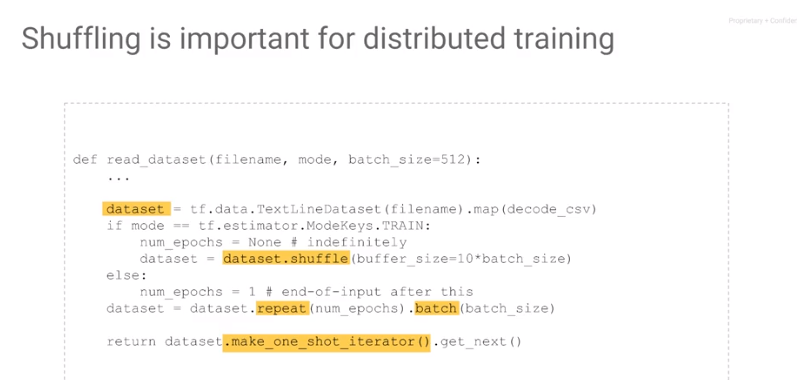 Proprietary + Confiden
Shuffling is important for distributed training
def read_dataset(filename, mode, batch_size=512):
...
dataset = tf.data.TextLineDataset(filename).map(decode_csv)
if mode == tf.estimator.ModeKeys.TRAIN:
num_epochs = None # indefinitely
dataset = dataset.shuffle(buffer_size=10*batch_size)
else:
num_epochs = 1 # end-of-input after this
dataset = dataset.repeat(num_epochs).batch(batch_size)
return dataset.make_one_shot_iterator().get_next()